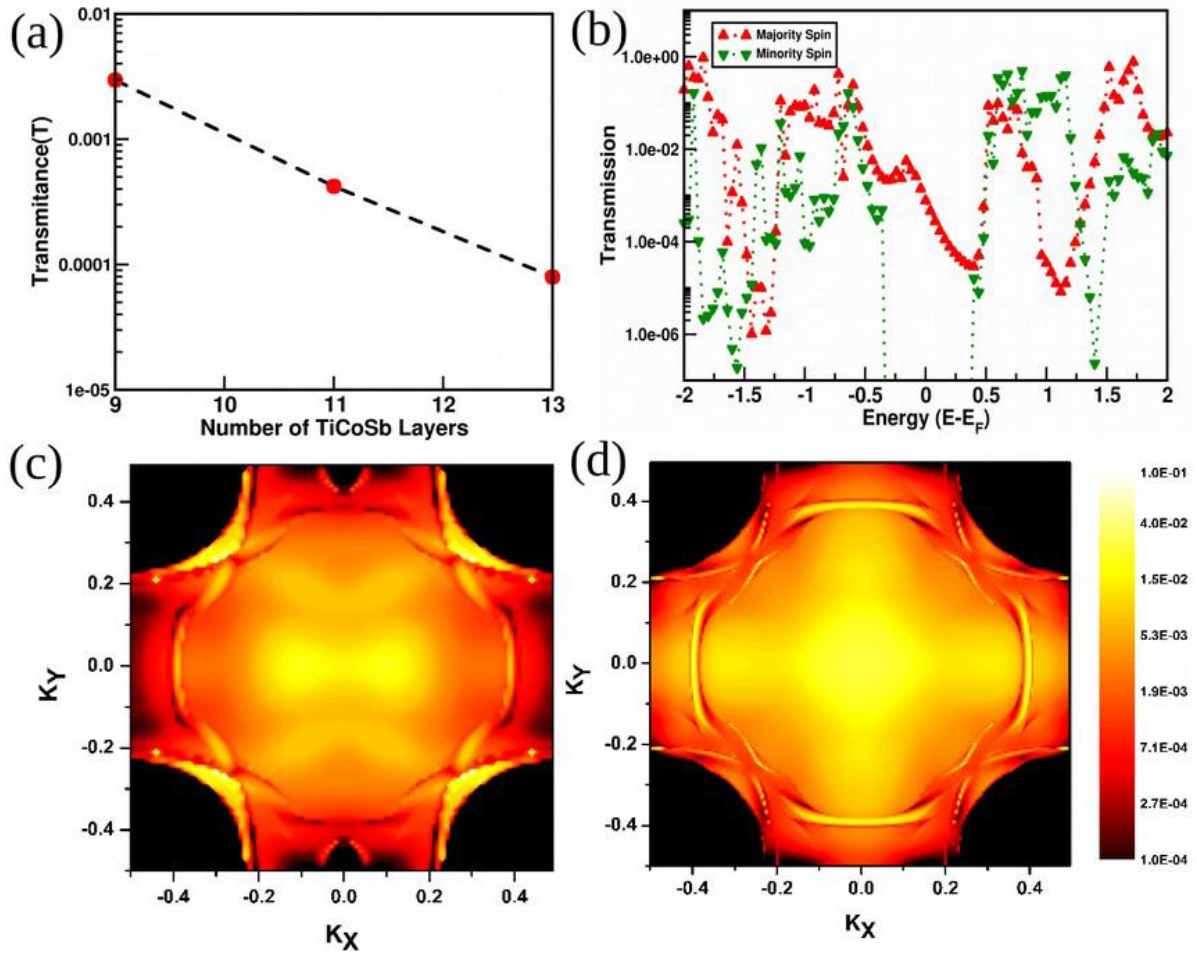 (a)
Transmitance(T)
0.01
0.001
0.0001
1e-05
9 10 11 12 13
Number of TiCoSb Layers
(b)
Majority Spin
Minority Spin
Transmission
1.0e+00
1.0e-02
1.0e-04
1.0e-06
-2 -1.5 -1 -0.5 0 0.5 1 1.5 2
Energy (E-EF)
(c)
KY
0.4
0.2
0.0
-0.2
-0.4
-0.4 -0.2 0.0 0.2 0.4
KX
(d)
KY
0.4
0.2
0.0
-0.2
-0.4
-0.4 -0.2 0.0 0.2 0.4
KX
1.0E-01
4.0E-02
1.5E-02
5.3E-03
1.9E-03
7.1E-04
2.7E-04
1.0E-04